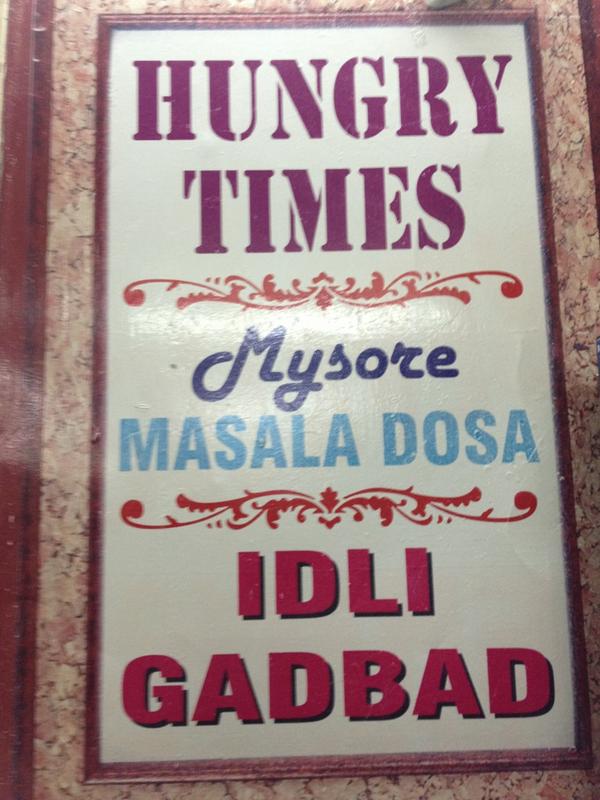 HUNGRY
TIMES
Mysore
MASALA DOSA
IDLI
GADBAD